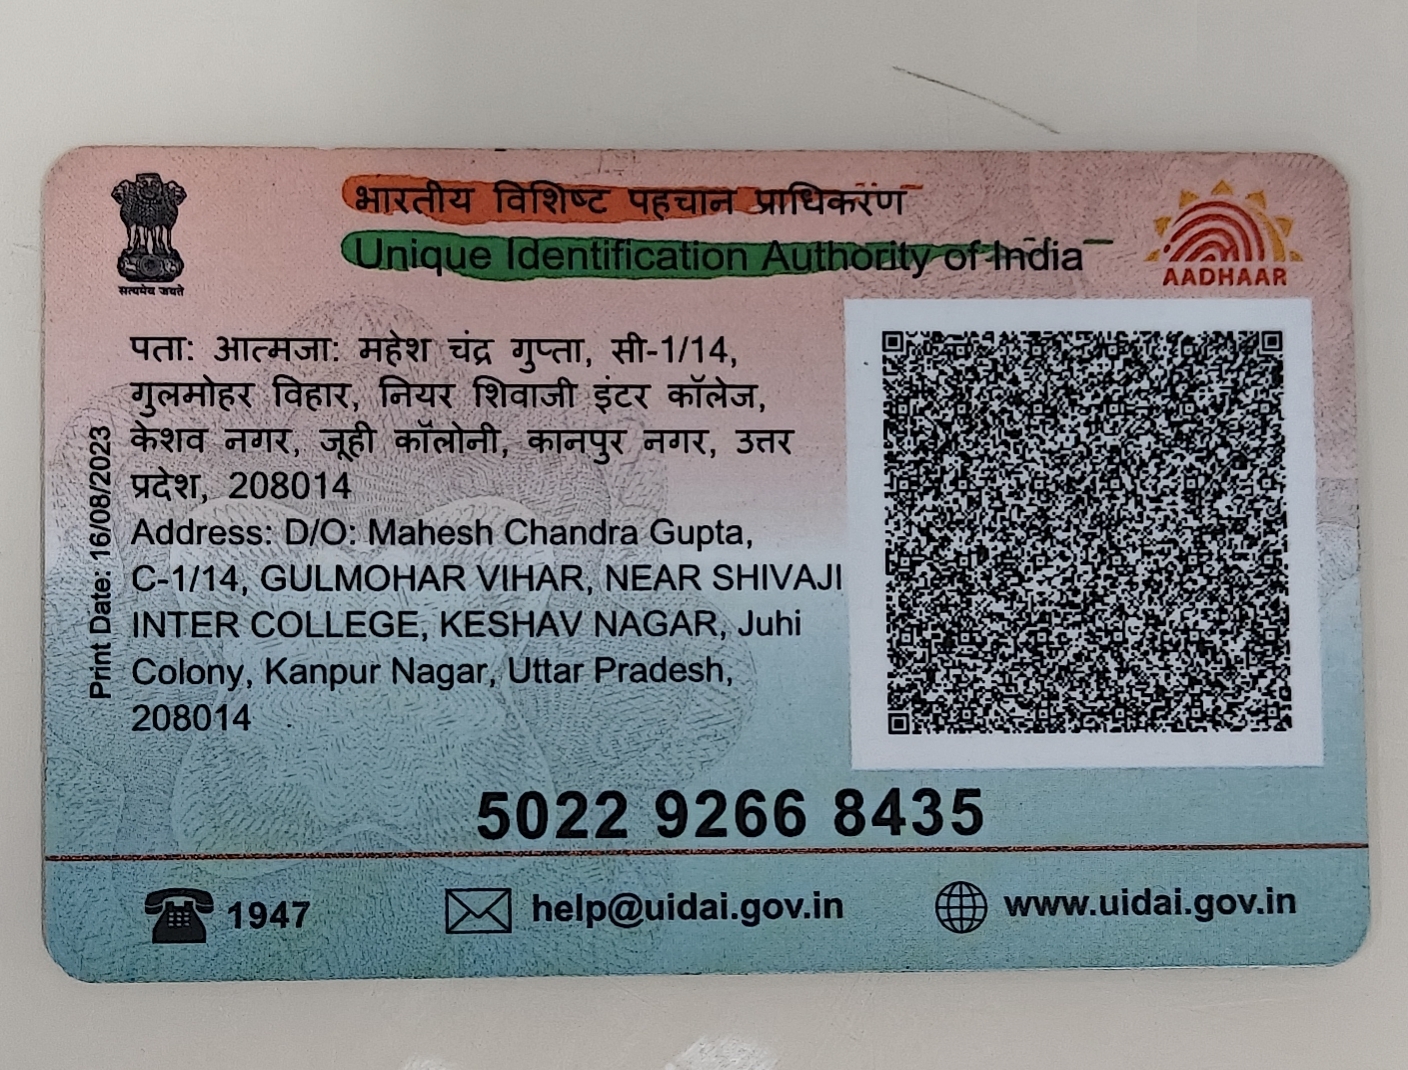 भारतीय विशिष्ट पहचान प्राधिकरण
Unique Identification Authority of India
सत्यमेव जयते
AADHAAR
पता: आत्मजा: महेश चंद्र गुप्ता, सी-1/14,
गुलमोहर विहार, नियर शिवाजी इंटर कॉलेज,
केशव नगर, जूही कॉलोनी, कानपुर नगर, उत्तर
प्रदेश, 208014
Address: D/O: Mahesh Chandra Gupta,
C-1/14, GULMOHAR VIHAR, NEAR SHIVAJI
INTER COLLEGE, KESHAV NAGAR, Juhi
Colony, Kanpur Nagar, Uttar Pradesh,
208014
Print Date: 16/08/2023
5022 9266 8435
1947 help@uidai.gov.in www.uidai.gov.in